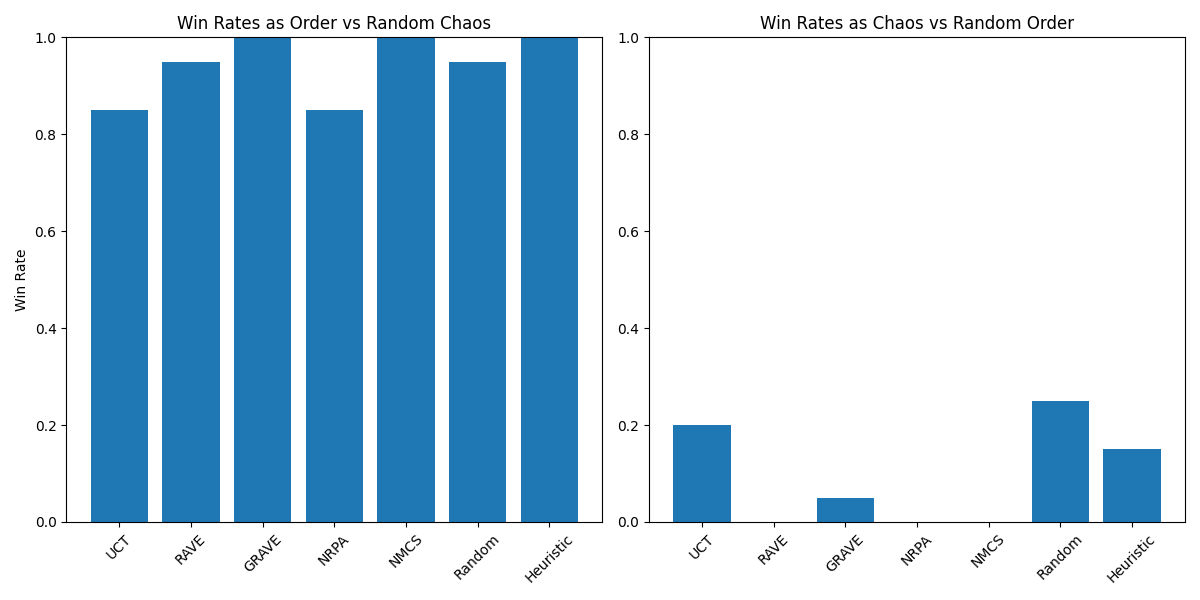 Win Rates as Order vs Random Chaos
Win Rate
1.0
0.8
0.6
0.4
0.2
0.0
UCT
RAVE
GRAVE
NRPA
NMCS
Random
Heuristic
Win Rates as Chaos vs Random Order
1.0
0.8
0.6
0.4
0.2
0.0
UCT
RAVE
GRAVE
NRPA
NMCS
Random
Heuristic